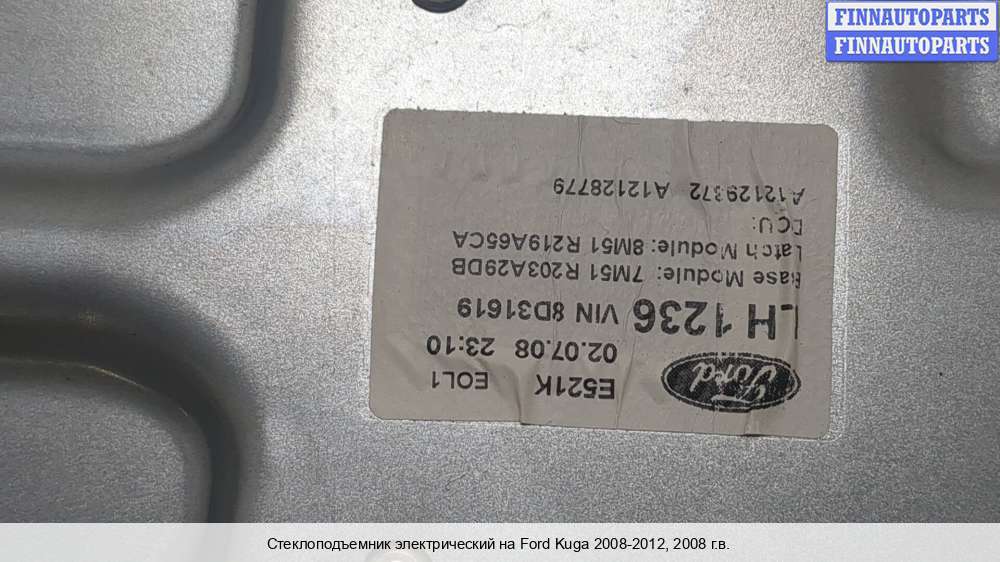 FINNAUTOPARTS
FINNAUTOPARTS
Ford
E521K EOL1
02.07.08 23:10
LH 1236 VIN 8D31619
Base Module: 7M51 R203A29DB
Latch Module: 8M51 R219A65CA
DCU:
A12129372 A12128779
Стеклоподъемник электрический на Ford Kuga 2008-2012, 2008 г.в.